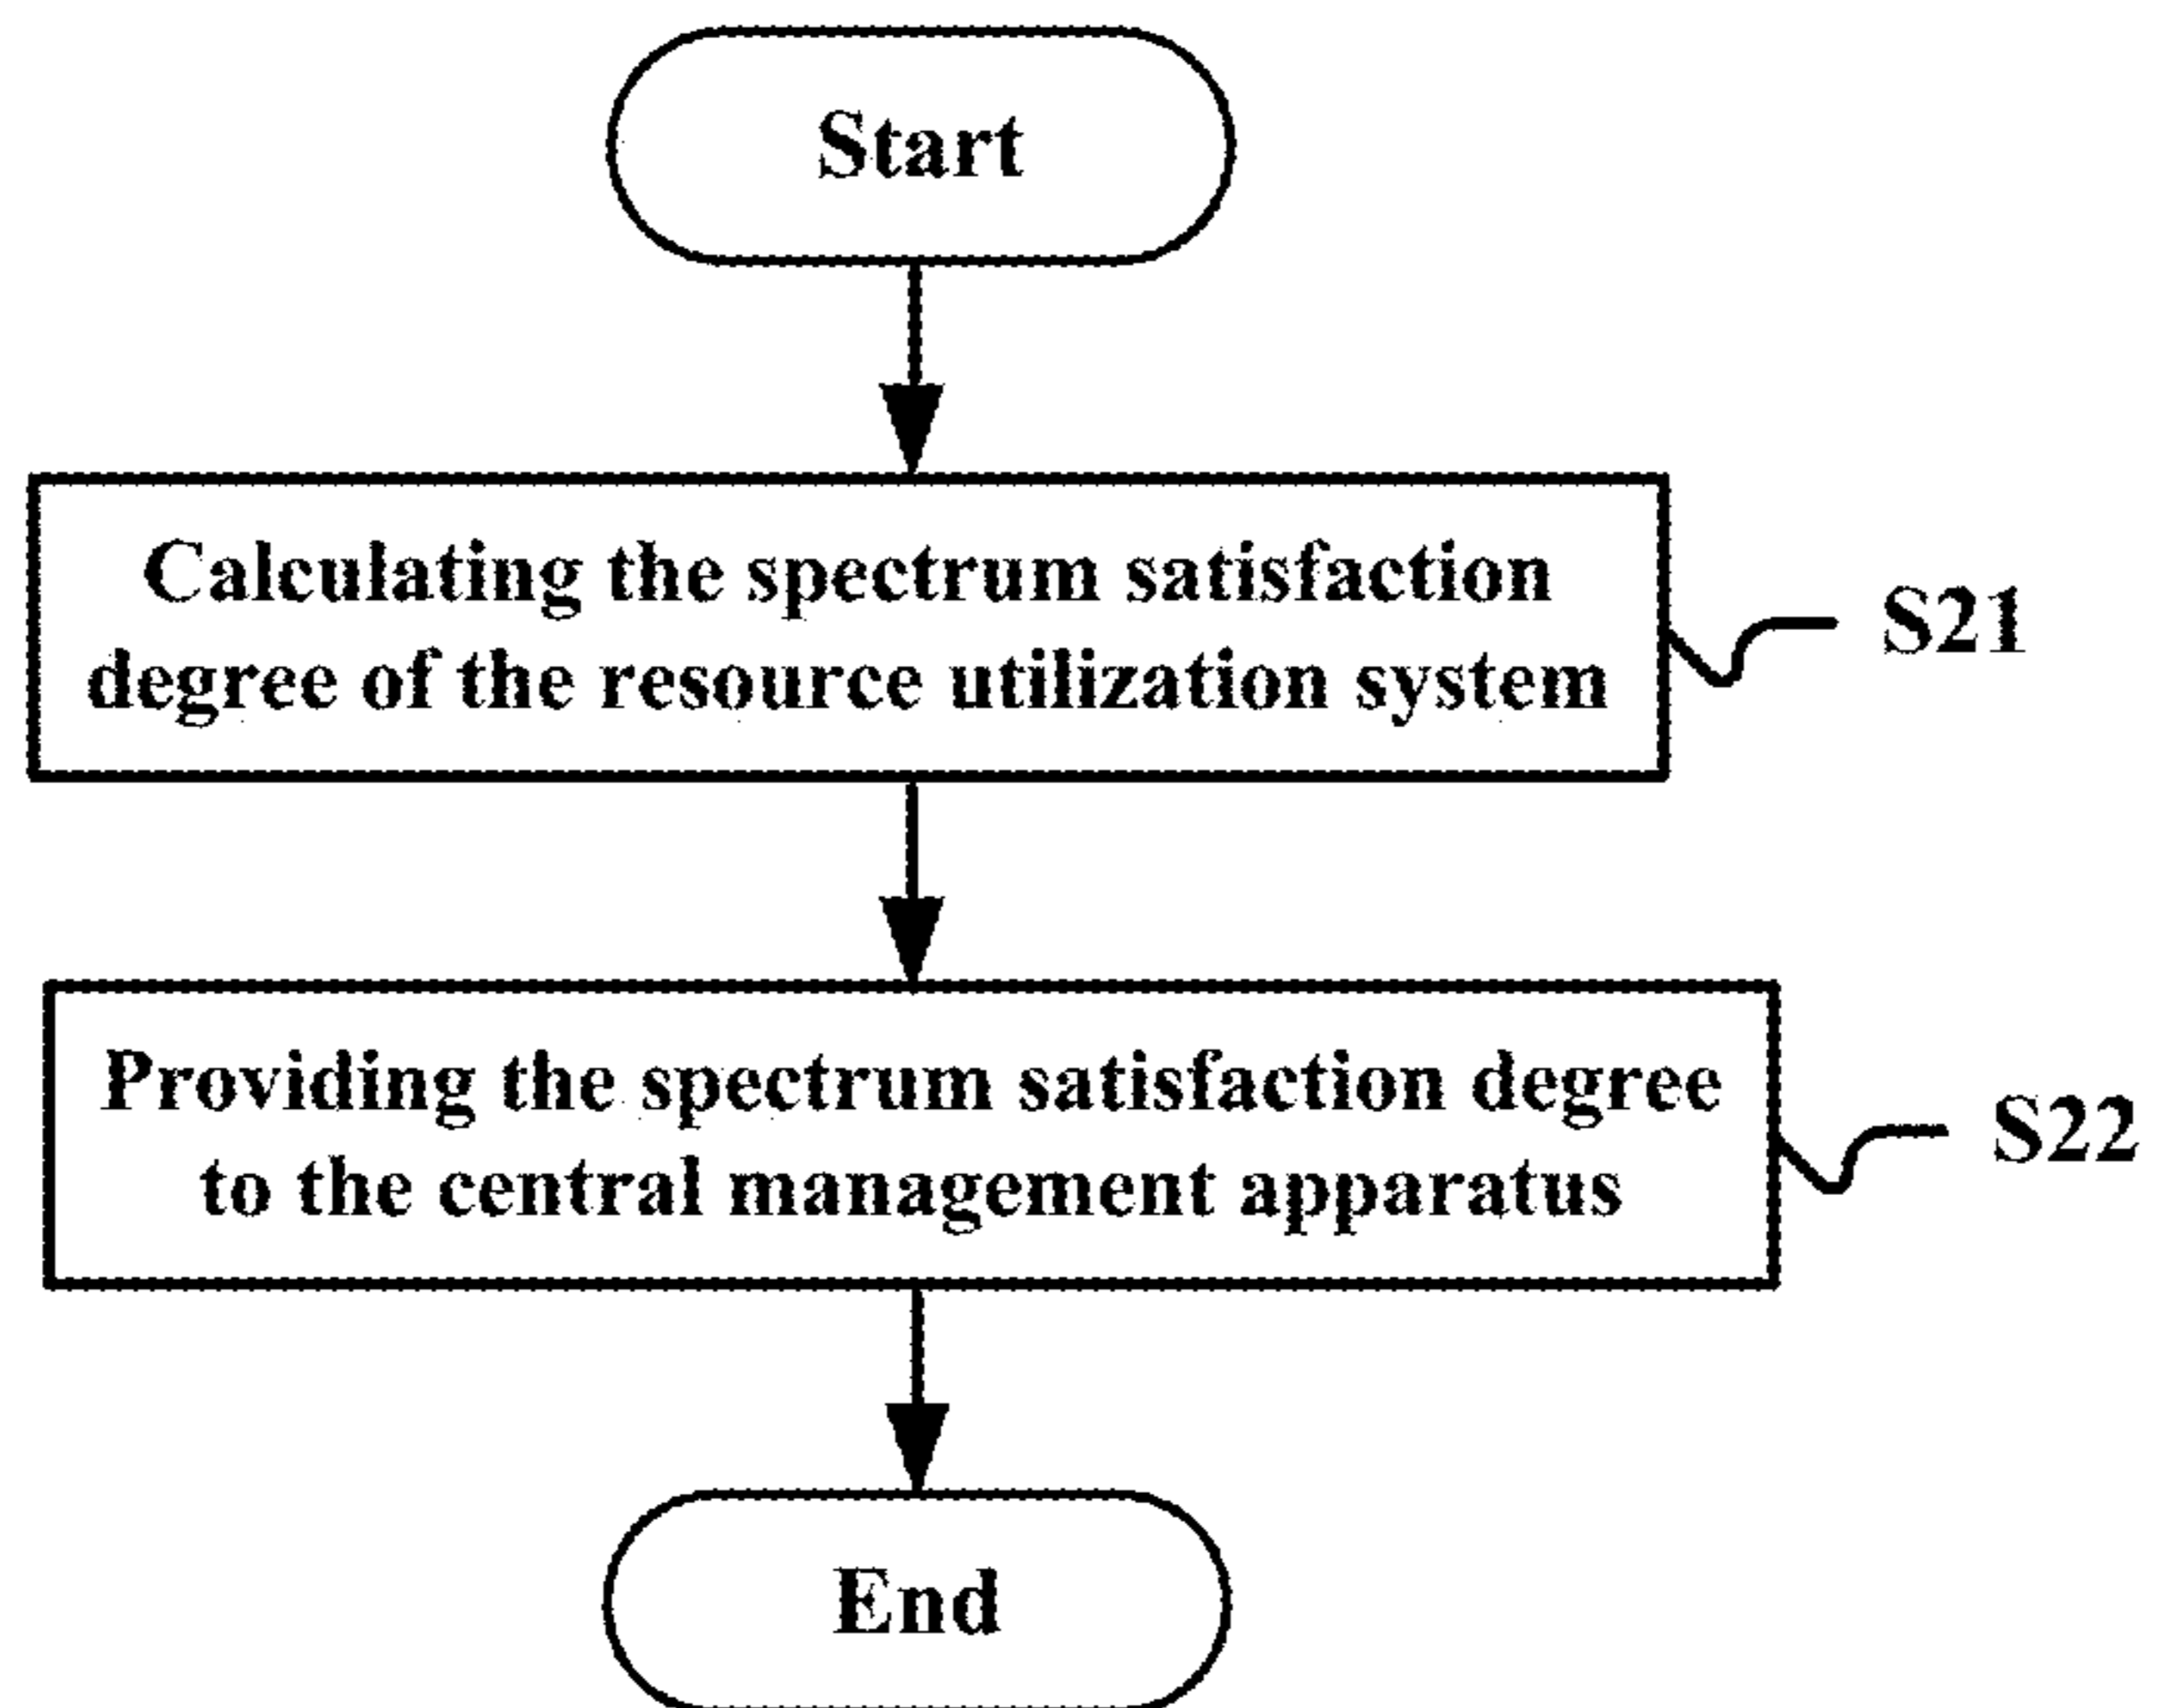 Start
Calculating the spectrum satisfaction
degree of the resource utilization system
S21
Providing the spectrum satisfaction degree
to the central management apparatus
S22
End